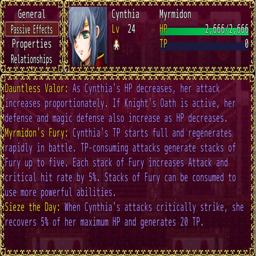 General Cynthia Myrmidon
Passive Effects Lv 24 HP 2,666/2,666
Properties TP 0
Relationships
Dauntless Valor: As Cynthia's HP decreases, her attack
increases proportionately. If Knight's Oath is active, her
defense and magic defense also increase as HP decreases.
Myrmidon's Fury: Cynthia's TP starts full and regenerates
rapidly in battle. TP-consuming attacks generate stacks of
Fury up to five. Each stack of Fury increases Attack and
critical hit rate by 5%. Stacks of Fury can be consumed to
use more powerful abilities.
Sieze the Day: When Cynthia's attacks critically strike, she
recovers 5% of her maximum HP and generates 20 TP.